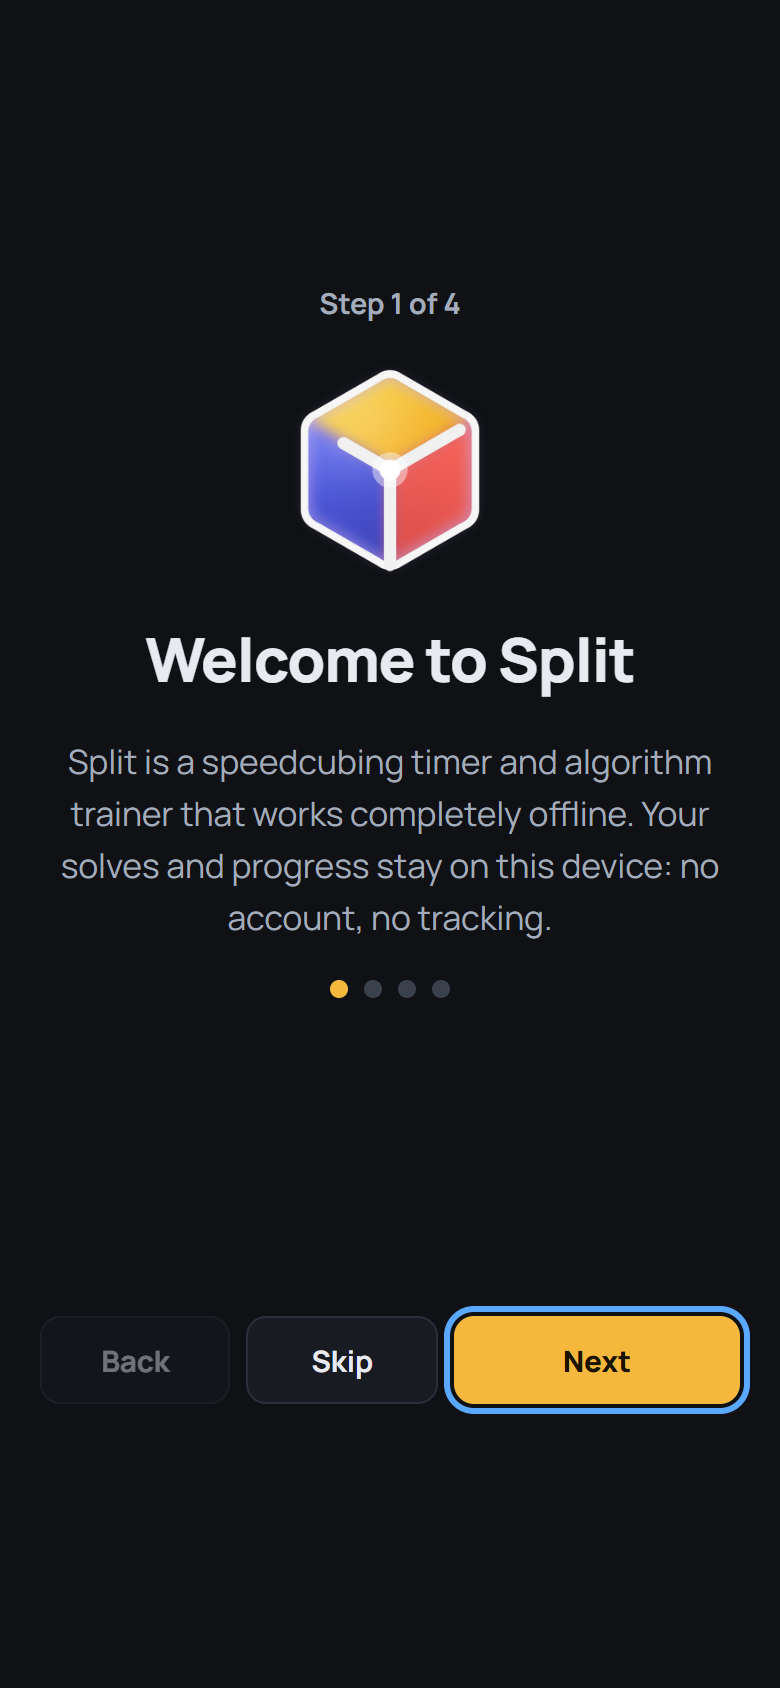 Step 1 of 4
Welcome to Split
Split is a speedcubing timer and algorithm
trainer that works completely offline. Your
solves and progress stay on this device: no
account, no tracking.
Back
Skip
Next